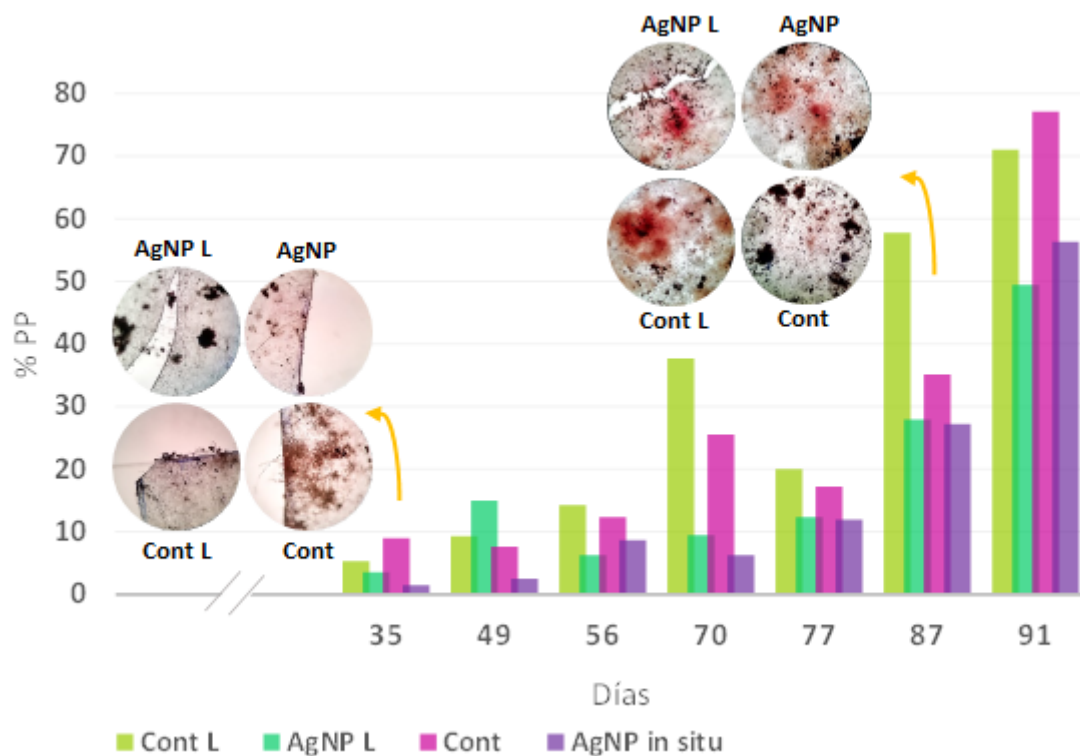 AgNP L AgNP
Cont L Cont
AgNP L AgNP
Cont L Cont
% PP
80
70
60
50
40
30
20
10
0
35 49 56 70 77 87 91
Días
Cont L AgNP L Cont AgNP in situ